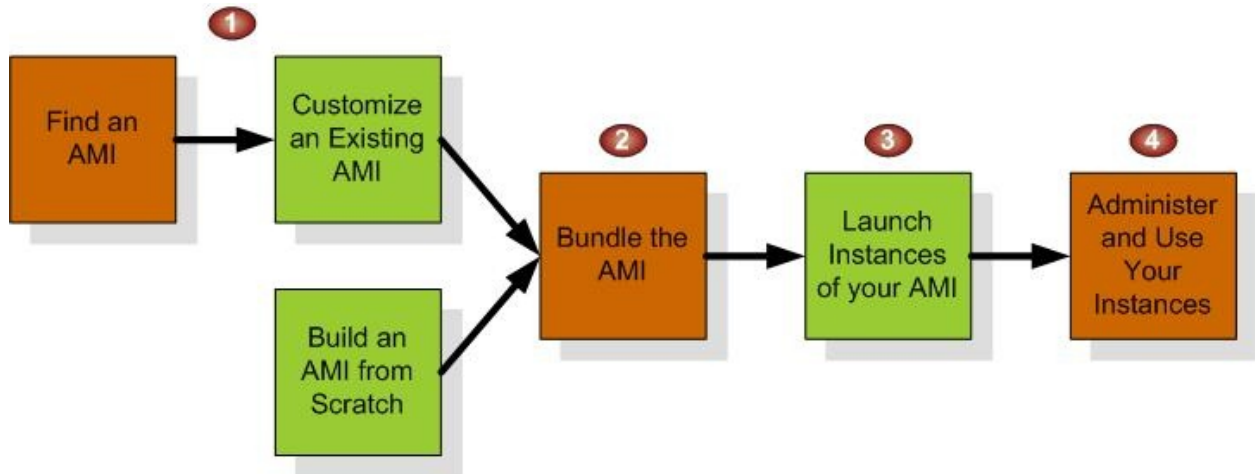 1
Find an
AMI
Customize
an Existing
AMI
Build an
AMI from
Scratch
2
Bundle the
AMI
3
Launch
Instances
of your AMI
4
Administer
and Use
Your
Instances